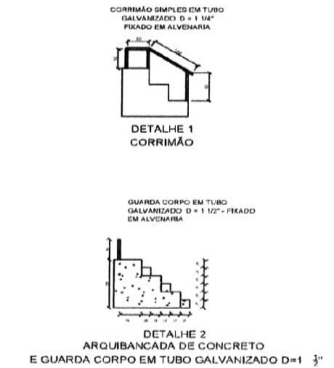 CORRIMÃO SIMPLES EM TUBO
GALVANIZADO D = 1 1/4"
FIXADO EM ALVENARIA
DETALHE 1
CORRIMÃO
GUARDA CORPO EM TUBO
GALVANIZADO D = 1 1/2" - FIXADO
EM ALVENARIA
DETALHE 2
ARQUIBANCADA DE CONCRETO
E GUARDA CORPO EM TUBO GALVANIZADO D=1 ½"